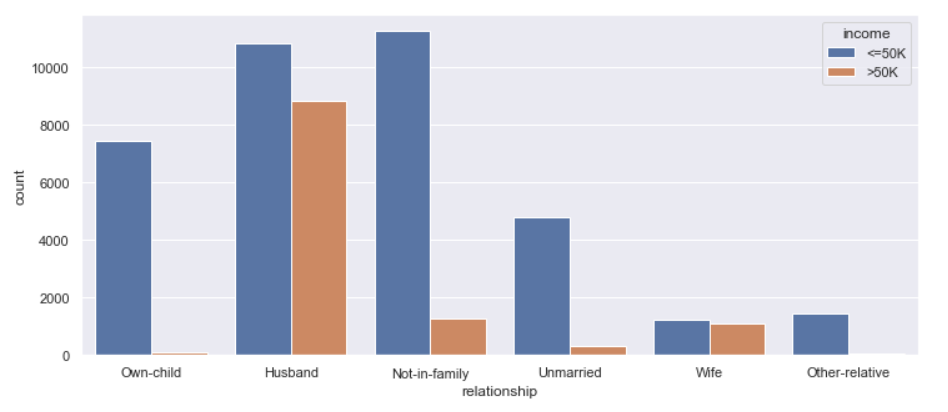 income
<=50K
>50K
10000
8000
6000
4000
2000
0
count
Own-child Husband Not-in-family Unmarried Wife Other-relative
relationship